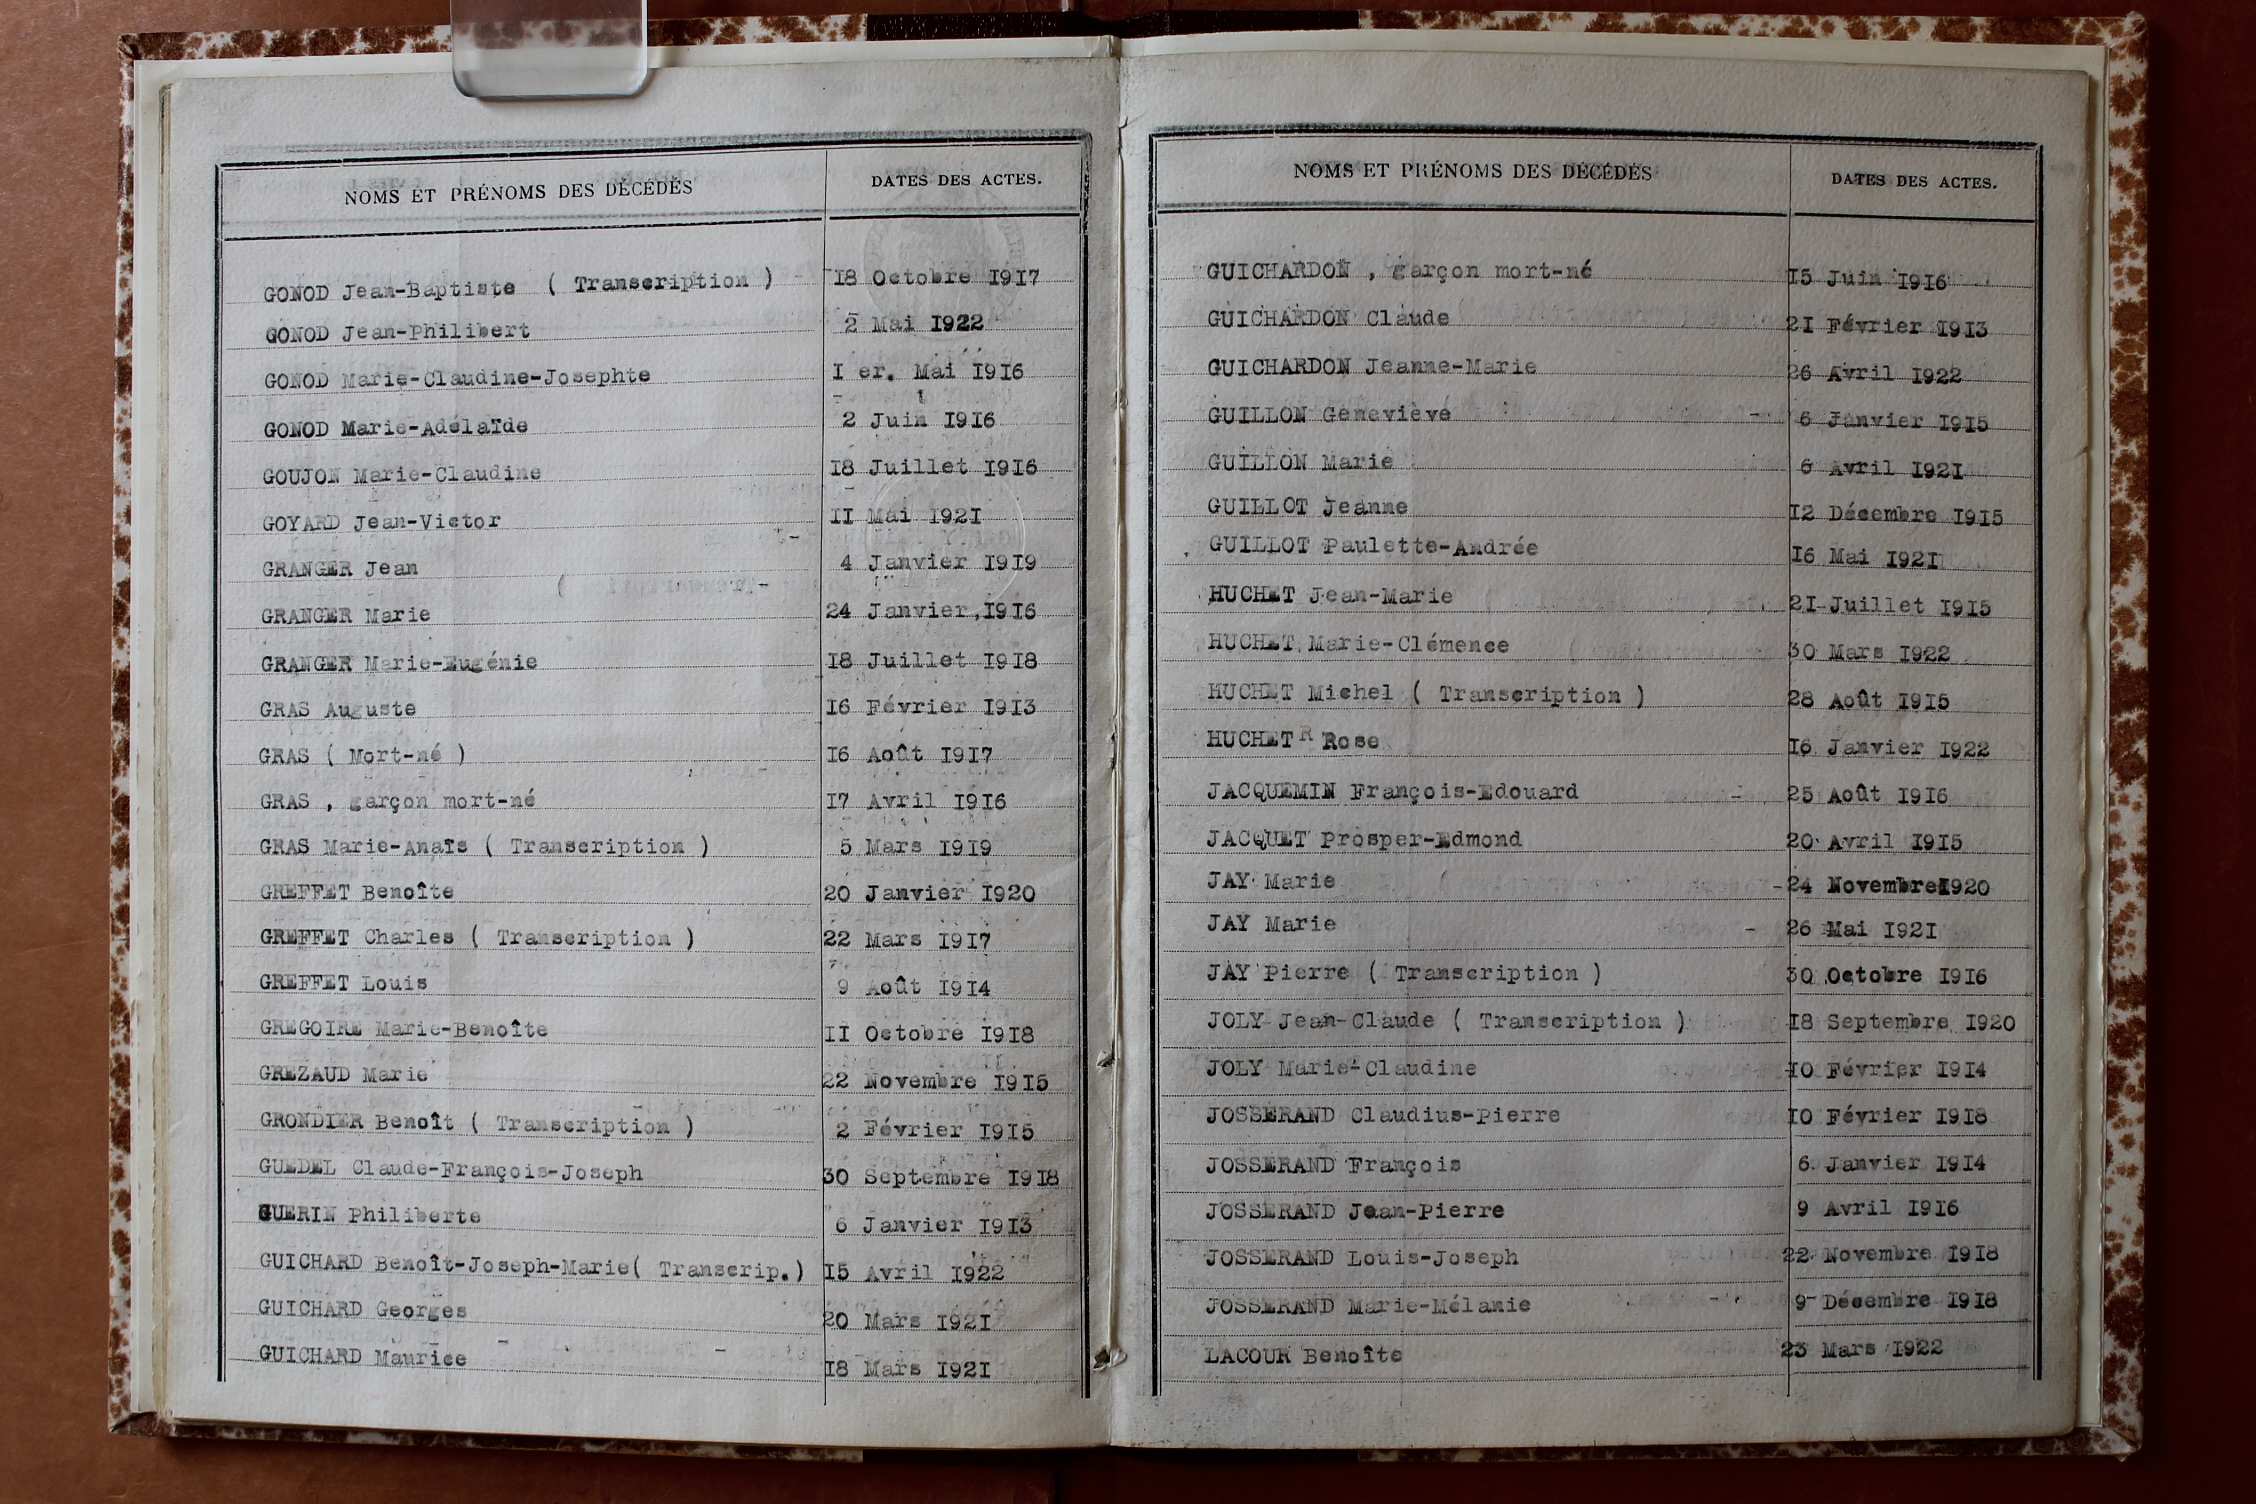 NOMS ET PRÉNOMS DES DÉCÉDÉS DATES DES ACTES.
GONOD Jean-Baptiste ( Transcription ) 18 Octobre 1917
GONOD Jean-Philibert 2 Mai 1922
GONOD Marie-Claudine-Josephte I er. Mai 1916
GONOD Marie-Adélaïde 2 Juin 1916
GOUJON Marie-Claudine 18 Juillet 1916
GOYARD Jean-Victor II Mai 1921
GRANGER Jean 4 Janvier 1919
GRANGER Marie 24 Janvier 1916
GRANGER Marie-Eugénie 18 Juillet 1918
GRAS Auguste 16 Février 1913
GRAS ( Mort-né ) 16 Août 1917
GRAS , garçon mort-né 17 Avril 1916
GRAS Marie-Anaïs ( Transcription ) 5 Mars 1919
GREFFET Benoîte 20 Janvier 1920
GREFFET Charles ( Transcription ) 22 Mars 1917
GREFFET Louis 9 Août 1914
GREGOIRE Marie-Benoîte II Octobre 1918
GREZAUD Marie 22 Novembre 1915
GRONDIER Benoît ( Transcription ) 2 Février 1915
GUEDEL Claude-François-Joseph 30 Septembre 1918
GUERIN Philiberte 6 Janvier 1913
GUICHARD Benoît-Joseph-Marie( Transcrip.) 15 Avril 1922
GUICHARD Georges 20 Mars 1921
GUICHARD Maurice 18 Mars 1921
NOMS ET PRÉNOMS DES DÉCÉDÉS DATES DES ACTES.
GUICHARDON , garçon mort-né 15 Juin 1916
GUICHARDON Claude 21 Février 1913
GUICHARDON Jeanne-Marie 26 Avril 1922
GUILLON Geneviève 6 Janvier 1915
GUILLON Marie 6 Avril 1921
GUILLOT Jeanne 12 Décembre 1915
GUILLOT Paulette-Andrée 16 Mai 1921
HUCHET Jean-Marie 21 Juillet 1915
HUCHET Marie-Clémence 30 Mars 1922
HUCHET Michel ( Transcription ) 28 Août 1915
HUCHET R Rose 16 Janvier 1922
JACQUEMIN François-Edouard 25 Août 1916
JACQUET Prosper-Edmond 20 Avril 1915
JAY Marie 24 Novembre 1920
JAY Marie 26 Mai 1921
JAY Pierre ( Transcription ) 30 Octobre 1916
JOLY Jean-Claude ( Transcription ) 18 Septembre 1920
JOLY Marie-Claudine 10 Février 1914
JOSSERAND Claudius-Pierre 10 Février 1918
JOSSERAND François 6 Janvier 1914
JOSSERAND Jean-Pierre 9 Avril 1916
JOSSERAND Louis-Joseph 22 Novembre 1918
JOSSERAND Marie-Mélanie 9 Décembre 1918
LACOUR Benoîte 23 Mars 1922